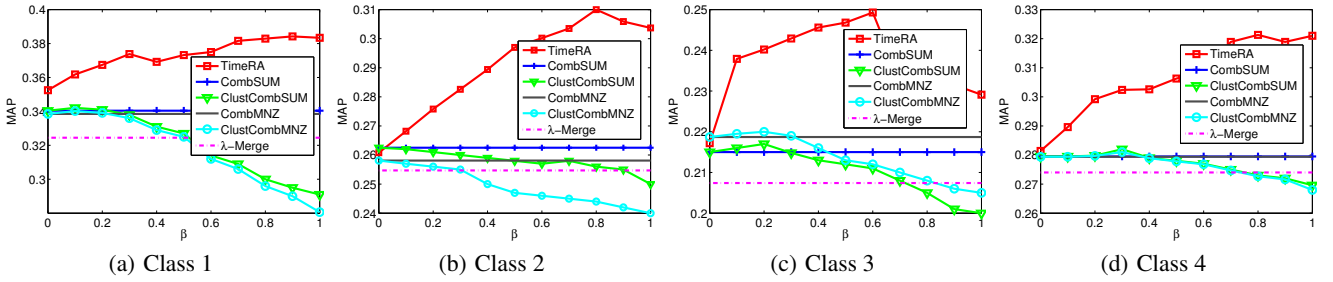 0.4
0.38
0.36
0.34
0.32
0.3
MAP
0 0.2 0.4 0.6 0.8 1
β
TimeRA
CombSUM
ClustCombSUM
CombMNZ
ClustCombMNZ
λ−Merge
(a) Class 1
0.31
0.3
0.29
0.28
0.27
0.26
0.25
0.24
MAP
0 0.2 0.4 0.6 0.8 1
β
TimeRA
CombSUM
ClustCombSUM
CombMNZ
ClustCombMNZ
λ−Merge
(b) Class 2
0.25
0.24
0.23
0.22
0.21
0.2
MAP
0 0.2 0.4 0.6 0.8 1
β
TimeRA
CombSUM
ClustCombSUM
CombMNZ
ClustCombMNZ
λ−Merge
(c) Class 3
0.33
0.32
0.31
0.3
0.29
0.28
0.27
0.26
MAP
0 0.2 0.4 0.6 0.8 1
β
TimeRA
CombSUM
ClustCombSUM
CombMNZ
ClustCombMNZ
λ−Merge
(d) Class 4